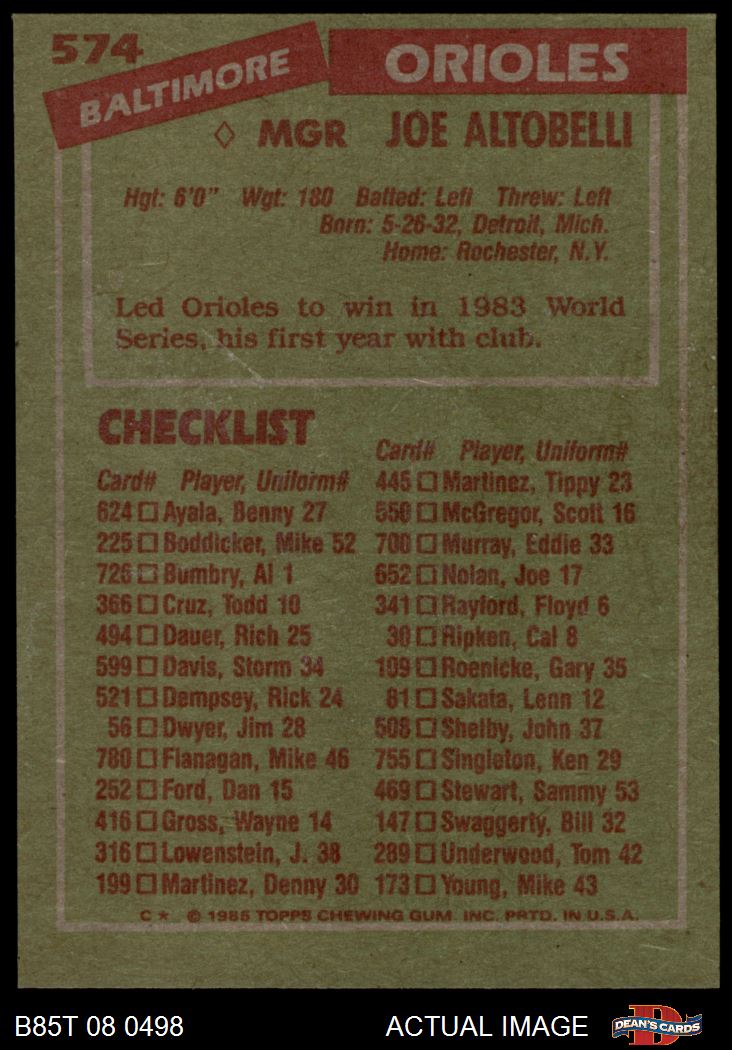 574
BALTIMORE ORIOLES
◊ MGR JOE ALTOBELLI
Hgt: 6'0" Wgt: 180 Batted: Left Threw: Left
Born: 5-26-32, Detroit, Mich.
Home: Rochester, N.Y.
Led Orioles to win in 1983 World
Series, his first year with club.
CHECKLIST
Card# Player, Uniform#
624 □ Ayala, Benny 27
225 □ Boddicker, Mike 52
726 □ Bumbry, Al 1
366 □ Cruz, Todd 10
494 □ Dauer, Rich 25
599 □ Davis, Storm 34
521 □ Dempsey, Rick 24
56 □ Dwyer, Jim 28
780 □ Flanagan, Mike 46
252 □ Ford, Dan 15
416 □ Gross, Wayne 14
316 □ Lowenstein, J. 38
199 □ Martinez, Denny 30
Card# Player, Uniform#
445 □ Martinez, Tippy 23
550 □ McGregor, Scott 16
700 □ Murray, Eddie 33
652 □ Nolan, Joe 17
341 □ Rayford, Floyd 6
30 □ Ripken, Cal 8
109 □ Roenicke, Gary 35
81 □ Sakata, Lenn 12
508 □ Shelby, John 37
755 □ Singleton, Ken 29
469 □ Stewart, Sammy 53
147 □ Swaggerty, Bill 32
289 □ Underwood, Tom 42
173 □ Young, Mike 43
C ★ © 1985 TOPPS CHEWING GUM, INC. PRTD. IN U.S.A.
B85T 08 0498 ACTUAL IMAGE
D
DEAN'S CARDS